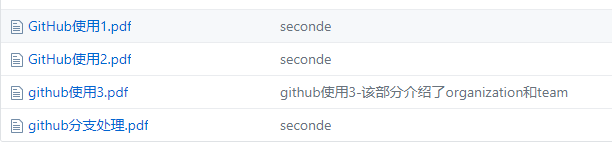 GitHub使用1.pdf seconde
GitHub使用2.pdf seconde
github使用3.pdf github使用3-该部分介绍了organization和team
github分支处理.pdf seconde